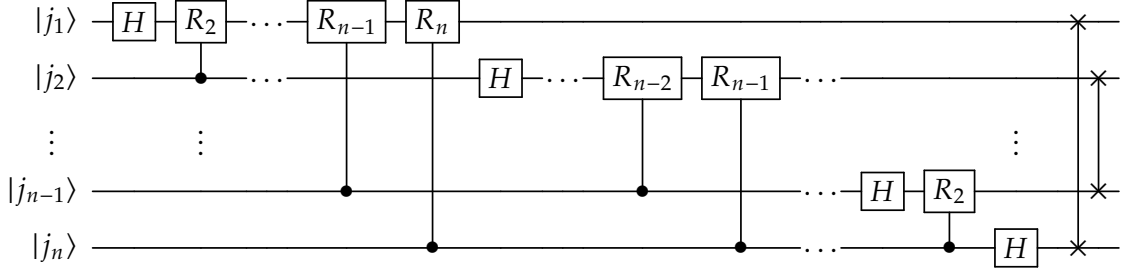 |j₁⟩ H R₂ ... Rₙ₋₁ Rₙ
|j₂⟩ ... H ... Rₙ₋₂ Rₙ₋₁ ...
⋮ ⋮ ⋮
|jₙ₋₁⟩ ... H R₂
|jₙ⟩ ... H